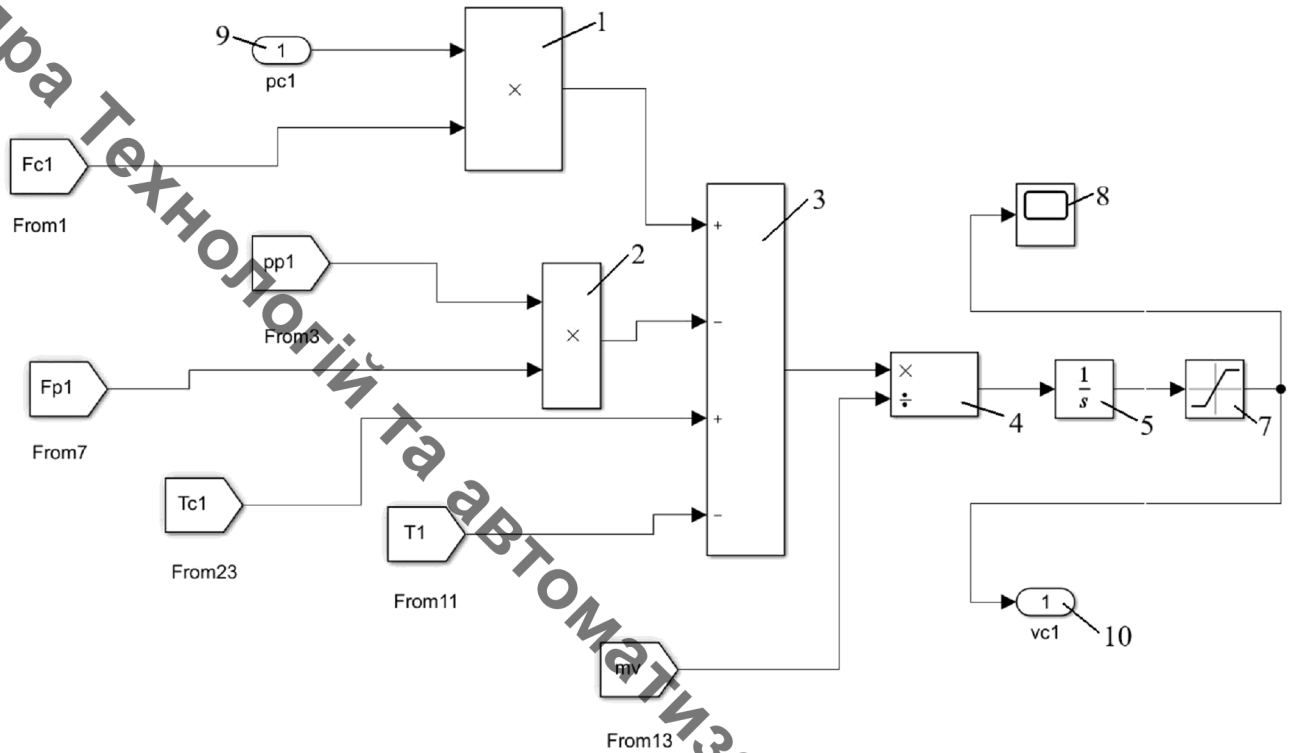 1
9
1
pc1
×
Fc1
From1
3
8
+
pp1
2
From3
−
×
Fp1
From7
×
÷
4
1
s
5
7
+
Tc1
From23
T1
−
From11
1
vc1
10
mv
From13
Технологій та автоматиз